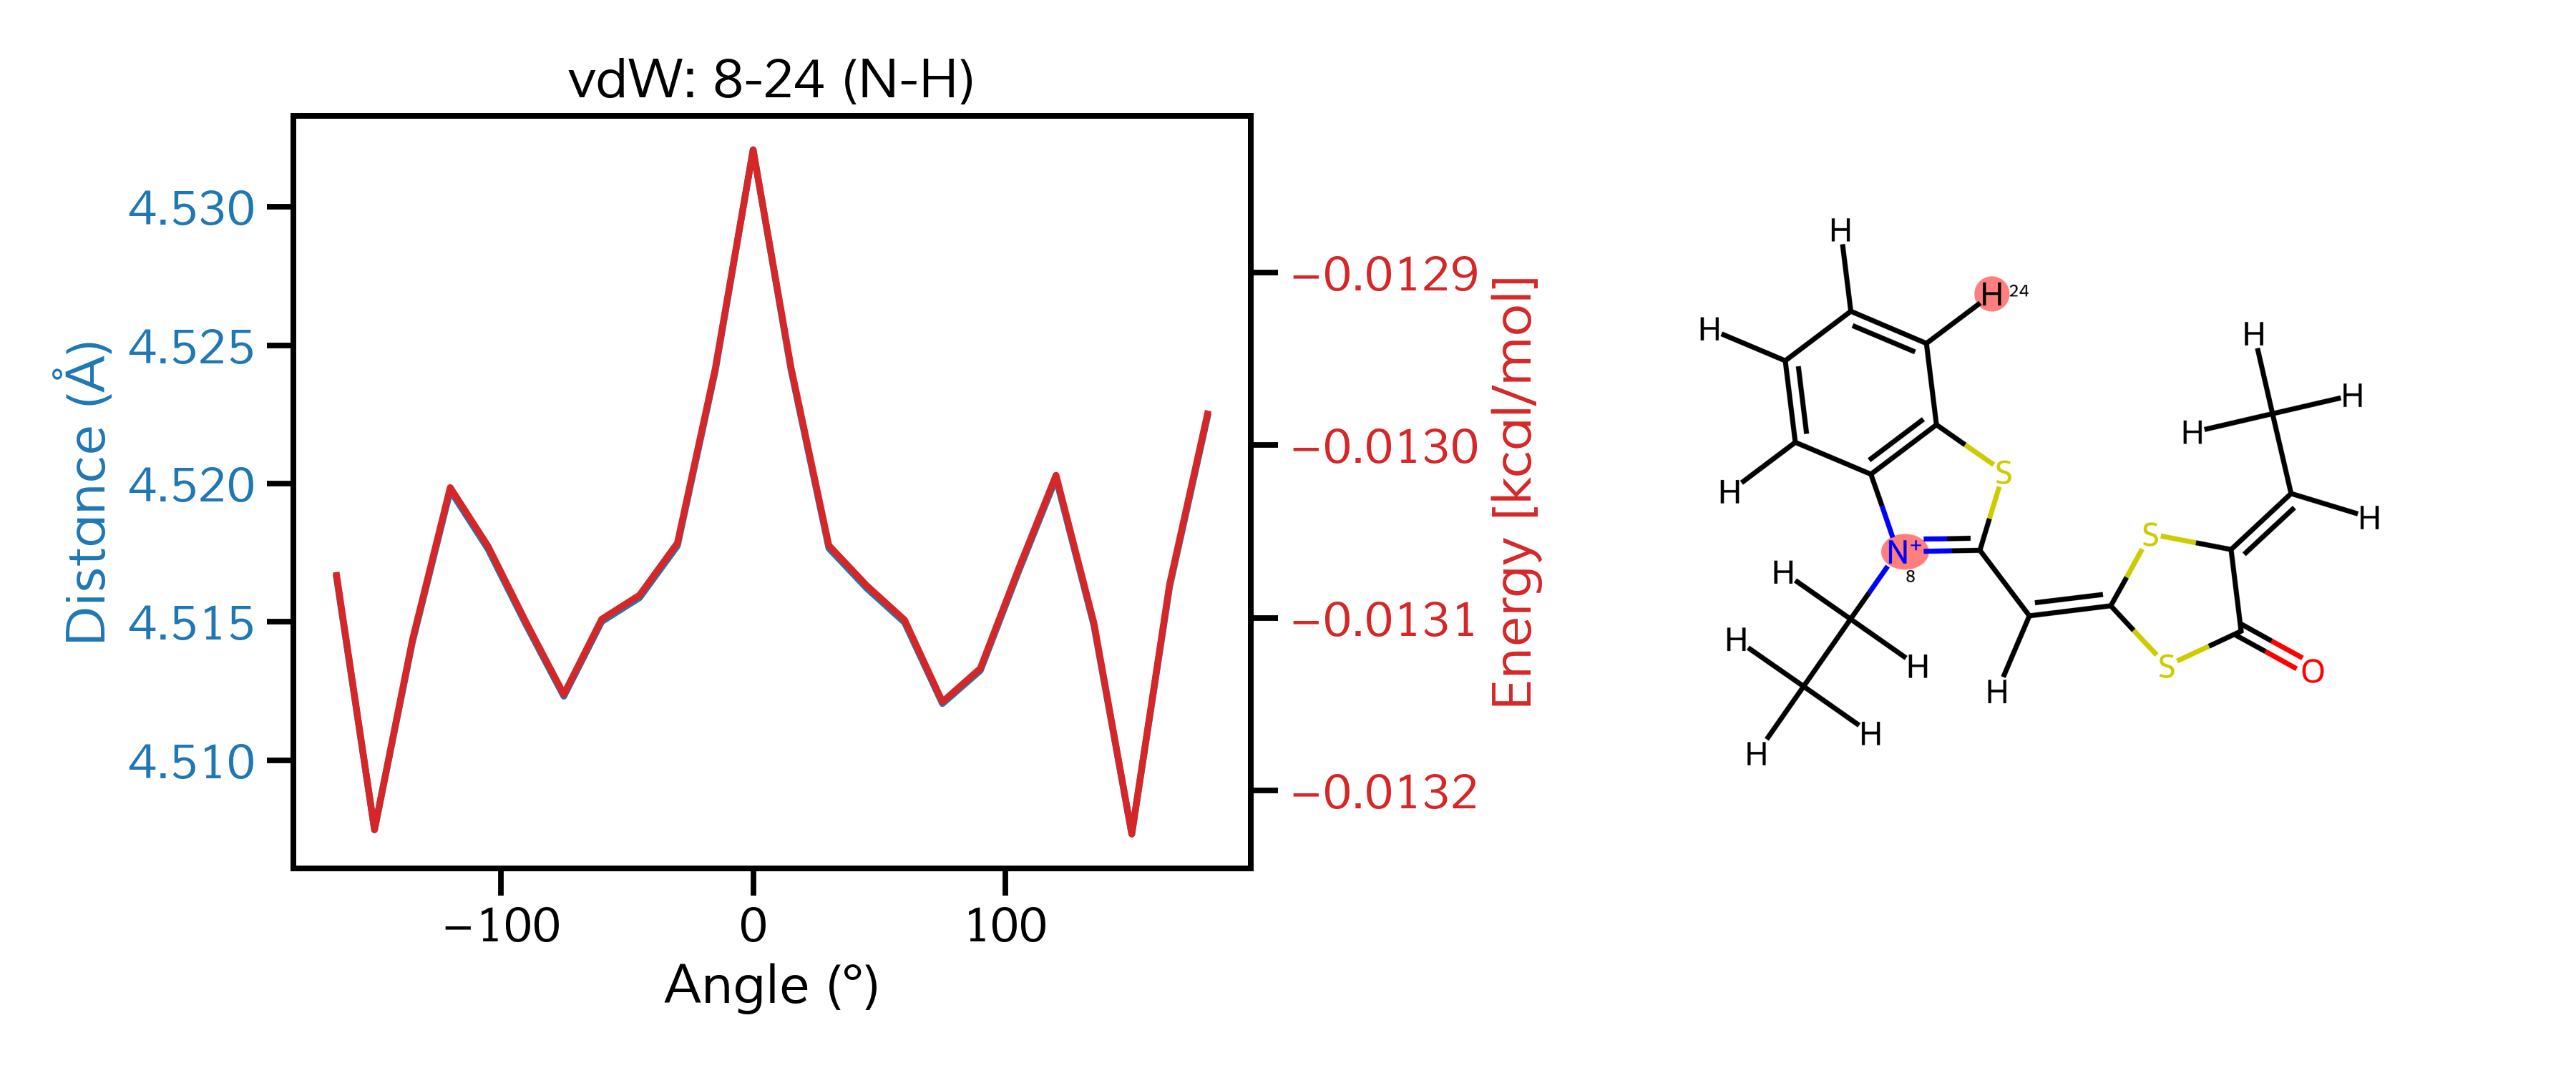 vdW: 8-24 (N-H)
Distance (Å)
4.530
4.525
4.520
4.515
4.510
−100
0
100
Angle (°)
−0.0129
−0.0130
−0.0131
−0.0132
Energy [kcal/mol]
H
H 24
H
H
H
H
S
H
H
S
N+
8
H
H
H
S
O
H
H
H
H